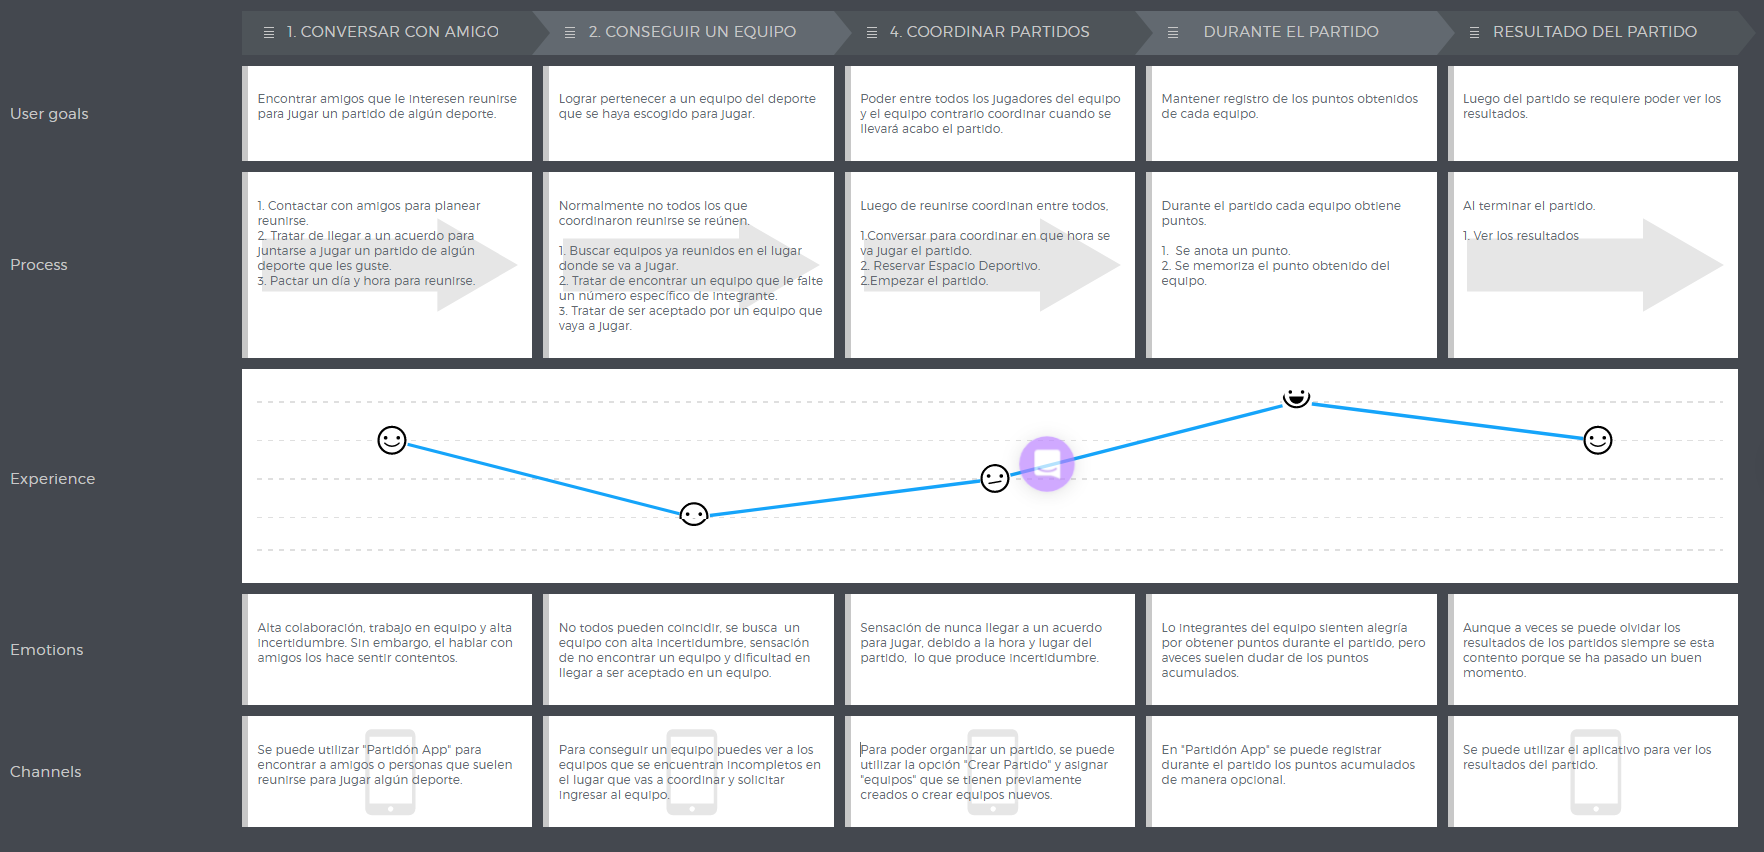 1. CONVERSAR CON AMIGO
2. CONSEGUIR UN EQUIPO
4. COORDINAR PARTIDOS
DURANTE EL PARTIDO
RESULTADO DEL PARTIDO
User goals
Encontrar amigos que le interesen reunirse
para jugar un partido de algún deporte.
Lograr pertenecer a un equipo del deporte
que se haya escogido para jugar.
Poder entre todos los jugadores del equipo
y el equipo contrario coordinar cuando se
llevará acabo el partido.
Mantener registro de los puntos obtenidos
de cada equipo.
Luego del partido se requiere poder ver los
resultados.
Process
1. Contactar con amigos para planear
reunirse.
2. Tratar de llegar a un acuerdo para
juntarse a jugar un partido de algún
deporte que les guste.
3. Pactar un día y hora para reunirse.
Normalmente no todos los que
coordinaron reunirse se reúnen.
1. Buscar equipos ya reunidos en el lugar
donde se va a jugar.
2. Tratar de encontrar un equipo que le falte
un número específico de integrante.
3. Tratar de ser aceptado por un equipo que
vaya a jugar.
Luego de reunirse coordinan entre todos,
1.Conversar para coordinar en que hora se
va jugar el partido.
2. Reservar Espacio Deportivo.
2.Empezar el partido.
Durante el partido cada equipo obtiene
puntos.
1. Se anota un punto.
2. Se memoriza el punto obtenido del
equipo.
Al terminar el partido.
1. Ver los resultados
Experience
Emotions
Alta colaboración, trabajo en equipo y alta
incertidumbre. Sin embargo, el hablar con
amigos los hace sentir contentos.
No todos pueden coincidir, se busca un
equipo con alta incertidumbre, sensación
de no encontrar un equipo y dificultad en
llegar a ser aceptado en un equipo.
Sensación de nunca llegar a un acuerdo
para jugar, debido a la hora y lugar del
partido, lo que produce incertidumbre.
Lo integrantes del equipo sienten alegría
por obtener puntos durante el partido, pero
aveces suelen dudar de los puntos
acumulados.
Aunque a veces se puede olvidar los
resultados de los partidos siempre se esta
contento porque se ha pasado un buen
momento.
Channels
Se puede utilizar "Partidón App" para
encontrar a amigos o personas que suelen
reunirse para jugar algún deporte.
Para conseguir un equipo puedes ver a los
equipos que se encuentran incompletos en
el lugar que vas a coordinar y solicitar
ingresar al equipo.
Para poder organizar un partido, se puede
utilizar la opción "Crear Partido" y asignar
"equipos" que se tienen previamente
creados o crear equipos nuevos.
En "Partidón App" se puede registrar
durante el partido los puntos acumulados
de manera opcional.
Se puede utilizar el aplicativo para ver los
resultados del partido.